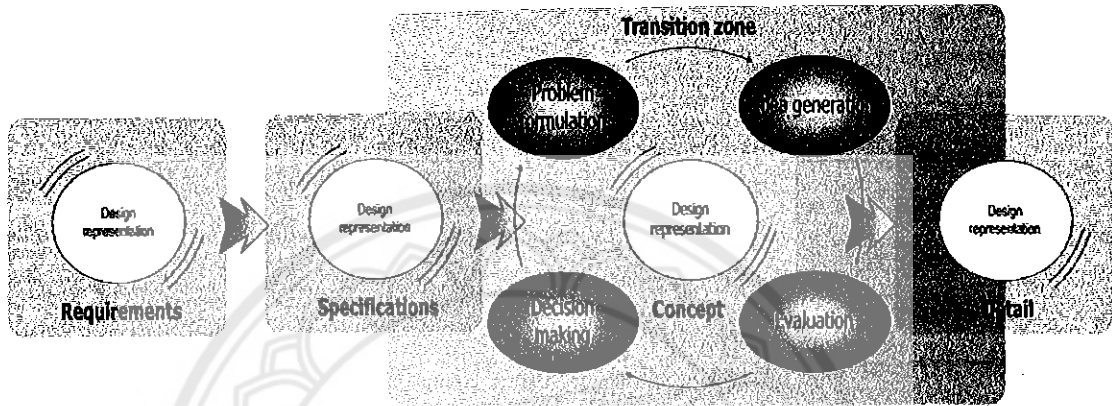 Transition zone
Problem
formulation
Idea generation
Design
representation
Design
representation
Design
representation
Design
representation
Requirements
Specifications
Decision
making
Concept
Evaluation
Detail